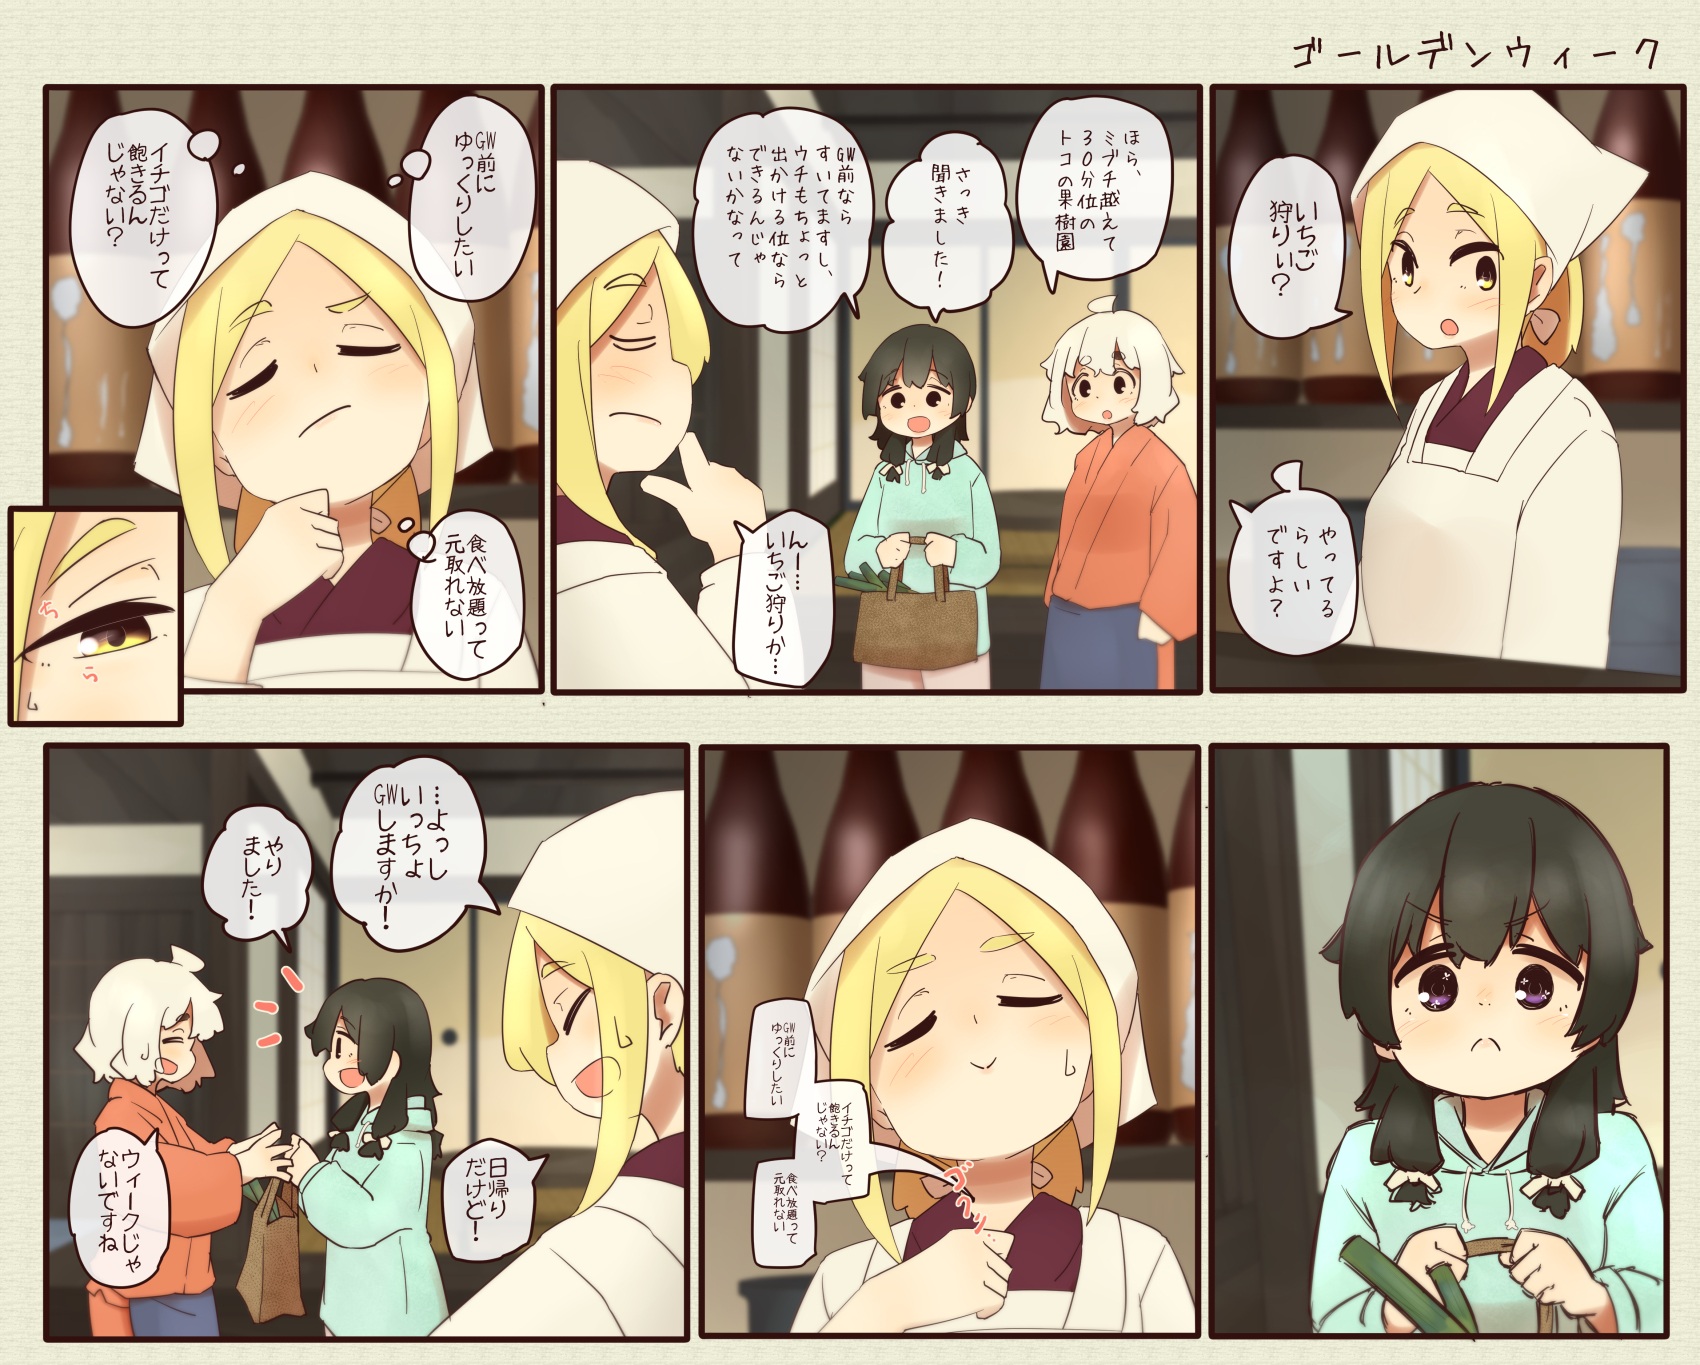 ゴールデンウィーク
いちご
狩りぃ？
やってる
らしい
ですよ？
ほら、
ミブチ越えて
30分位の
トコの果樹園
さっき
聞きました！
GW前なら
すいてますし、
ウチもちょっと
出かける位なら
できるんじゃ
ないかなって
んー…
いちご狩りか…
GW前に
ゆっくりしたい
イチゴだけって
飽きるん
じゃない？
食べ放題って
元取れない
ちら
GW前に
ゆっくりしたい
イチゴだけって
飽きるん
じゃない？
食べ放題って
元取れない
ゴクリ…
…よっし
いっちょ
GWしますか！
やり
ました！
日帰り
だけど！
ウィークじゃ
ないですね